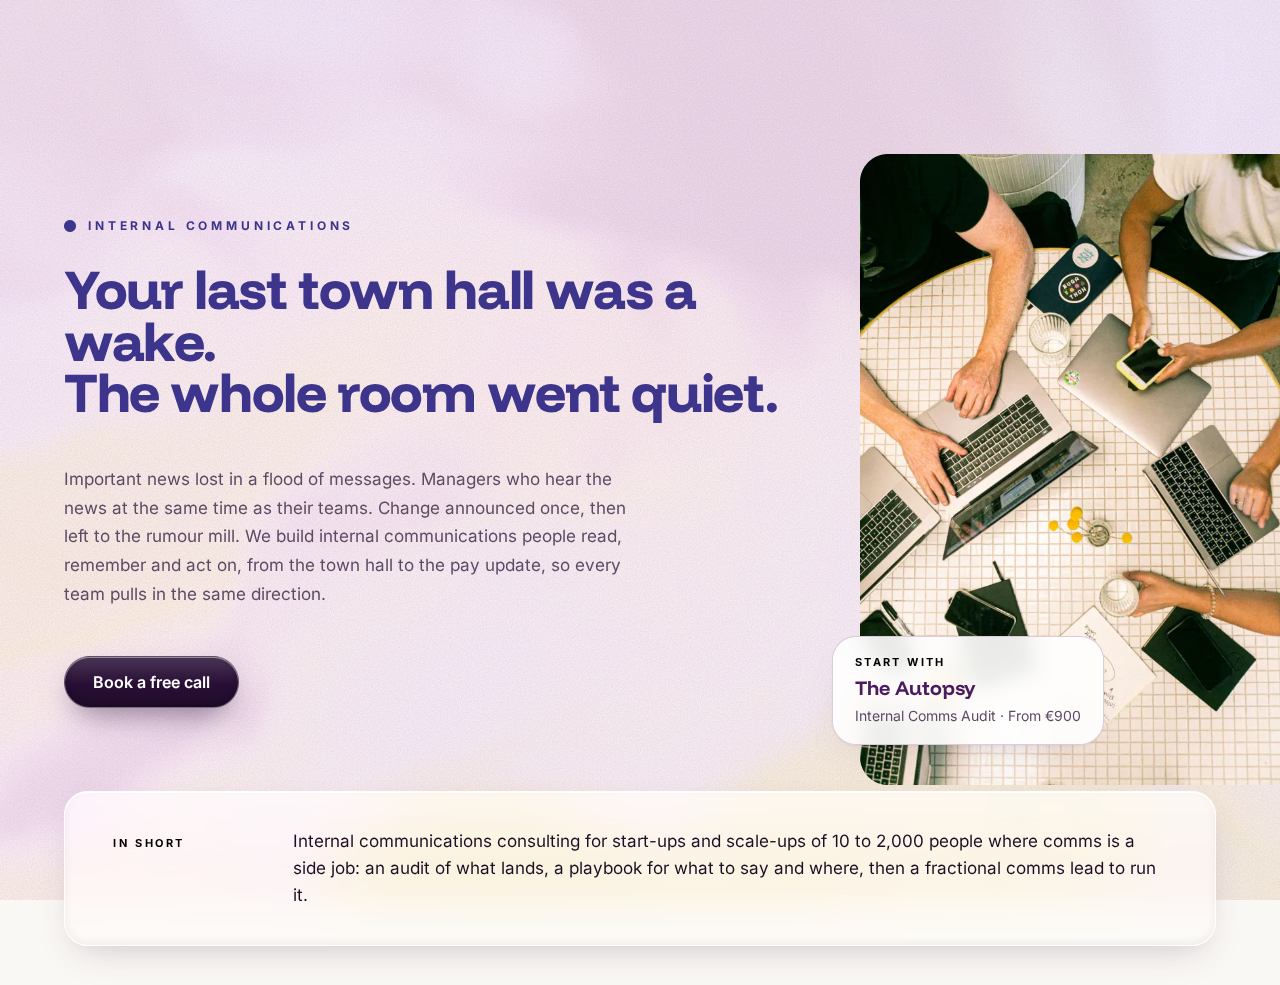 INTERNAL COMMUNICATIONS
Your last town hall was a
wake.
The whole room went quiet.
Important news lost in a flood of messages. Managers who hear the
news at the same time as their teams. Change announced once, then
left to the rumour mill. We build internal communications people read,
remember and act on, from the town hall to the pay update, so every
team pulls in the same direction.
Book a free call
START WITH
The Autopsy
Internal Comms Audit · From €900
IN SHORT
Internal communications consulting for start-ups and scale-ups of 10 to 2,000 people where comms is a
side job: an audit of what lands, a playbook for what to say and where, then a fractional comms lead to run
it.